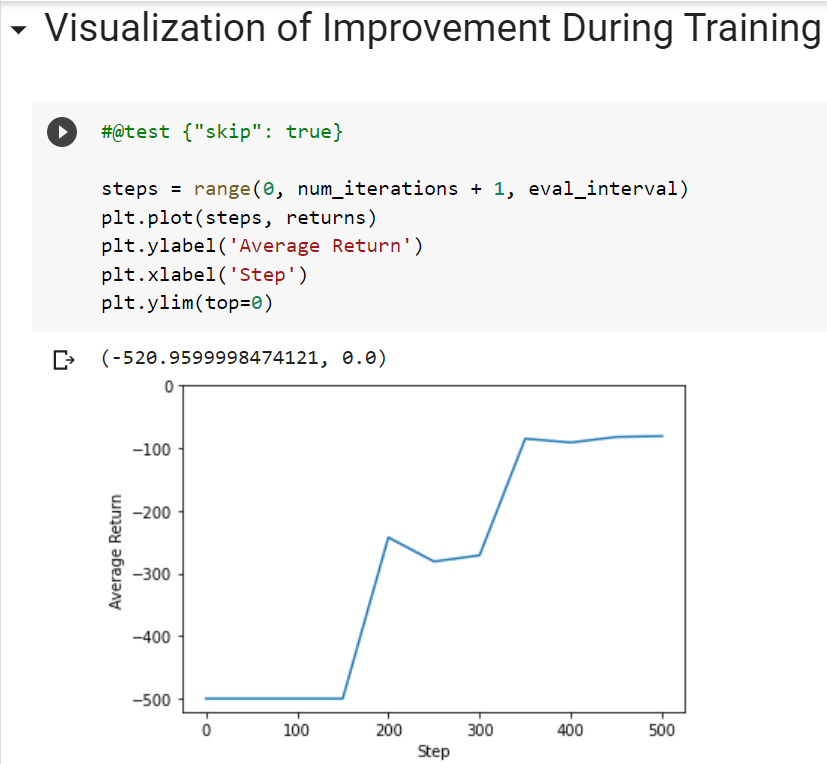 Visualization of Improvement During Training
#@test {"skip": true}
steps = range(0, num_iterations + 1, eval_interval)
plt.plot(steps, returns)
plt.ylabel('Average Return')
plt.xlabel('Step')
plt.ylim(top=0)
(-520.9599998474121, 0.0)
0
−100
−200
−300
−400
−500
Average Return
0 100 200 300 400 500
Step